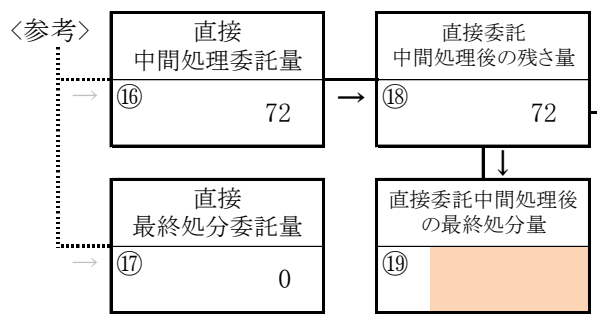 〈参考〉
直接
中間処理委託量
⑯
72
→
→
直接委託
中間処理後の残さ量
⑱
72
↓
直接
最終処分委託量
⑰
0
→
直接委託中間処理後
の最終処分量
⑲